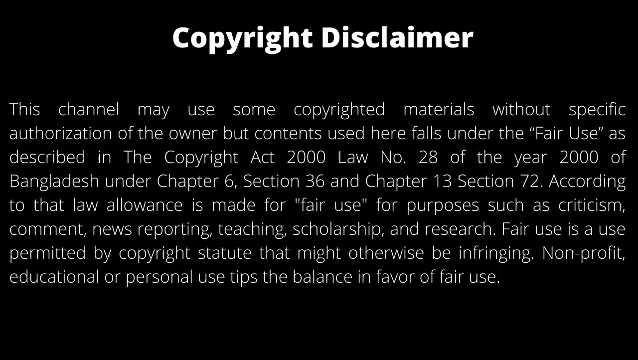 Copyright Disclaimer
This channel may use some copyrighted materials without specific
authorization of the owner but contents used here falls under the “Fair Use” as
described in The Copyright Act 2000 Law No. 28 of the year 2000 of
Bangladesh under Chapter 6, Section 36 and Chapter 13 Section 72. According
to that law allowance is made for "fair use" for purposes such as criticism,
comment, news reporting, teaching, scholarship, and research. Fair use is a use
permitted by copyright statute that might otherwise be infringing. Non-profit,
educational or personal use tips the balance in favor of fair use.